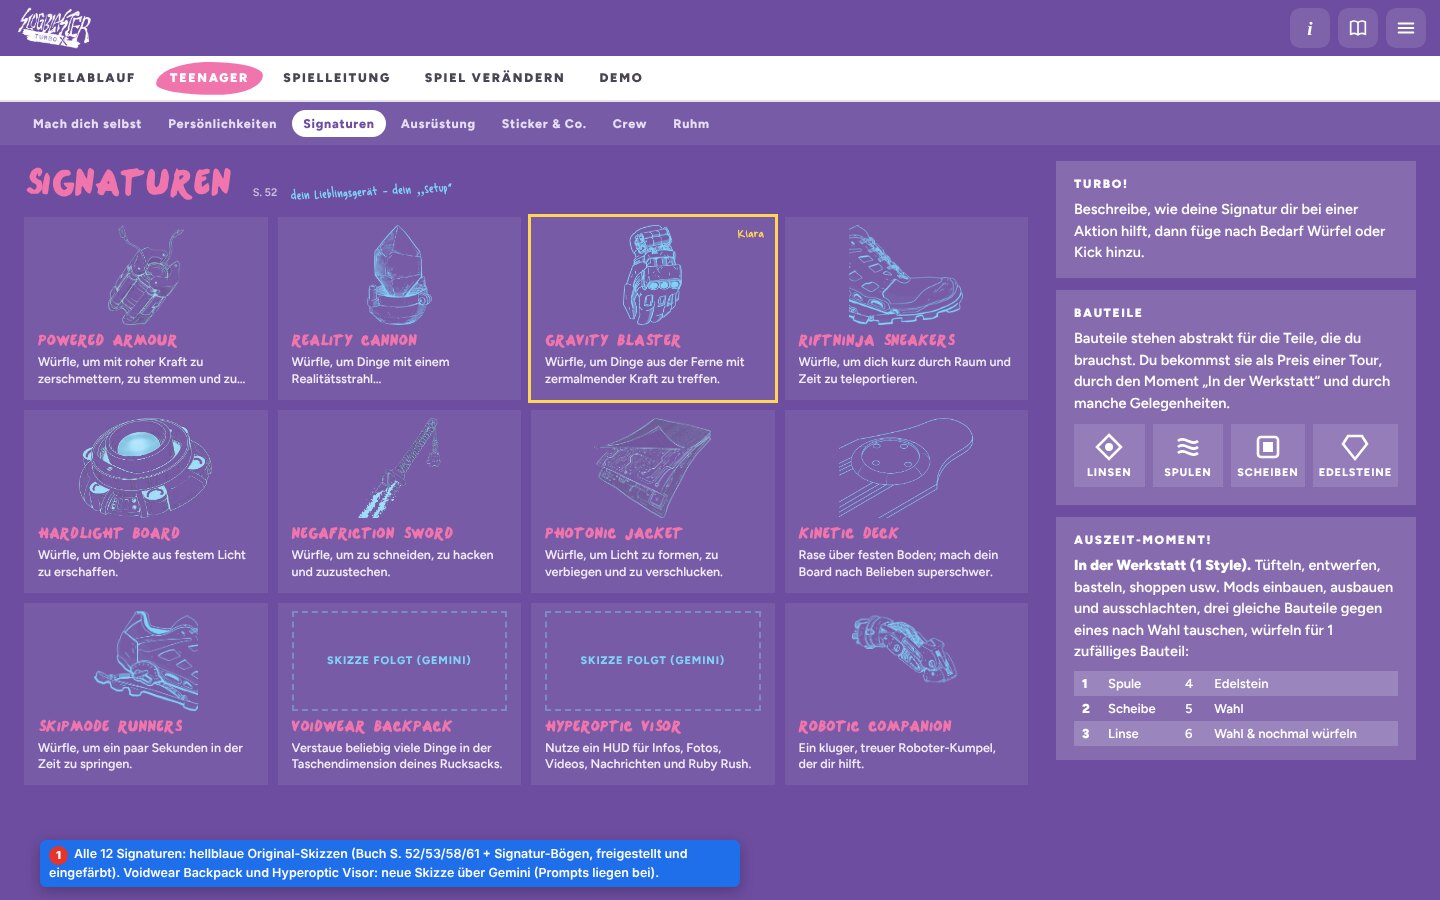 SLUGBLASTER
TURBO X
i
SPIELABLAUF TEENAGER SPIELLEITUNG SPIEL VERÄNDERN DEMO
Mach dich selbst Persönlichkeiten Signaturen Ausrüstung Sticker & Co. Crew Ruhm
SIGNATUREN S. 52 dein Lieblingsgerät – dein „Setup“
Klara
POWERED ARMOUR
Würfle, um mit roher Kraft zu
zerschmettern, zu stemmen und zu...
REALITY CANNON
Würfle, um Dinge mit einem
Realitätsstrahl...
GRAVITY BLASTER
Würfle, um Dinge aus der Ferne mit
zermalmender Kraft zu treffen.
RIFTNINJA SNEAKERS
Würfle, um dich kurz durch Raum und
Zeit zu teleportieren.
HARDLIGHT BOARD
Würfle, um Objekte aus festem Licht
zu erschaffen.
NEGAFRICTION SWORD
Würfle, um zu schneiden, zu hacken
und zuzustechen.
PHOTONIC JACKET
Würfle, um Licht zu formen, zu
verbiegen und zu verschlucken.
KINETIC DECK
Rase über festen Boden; mach dein
Board nach Belieben superschwer.
SKIPMODE RUNNERS
Würfle, um ein paar Sekunden in der
Zeit zu springen.
SKIZZE FOLGT (GEMINI)
VOIDWEAR BACKPACK
Verstaue beliebig viele Dinge in der
Taschendimension deines Rucksacks.
SKIZZE FOLGT (GEMINI)
HYPEROPTIC VISOR
Nutze ein HUD für Infos, Fotos,
Videos, Nachrichten und Ruby Rush.
ROBOTIC COMPANION
Ein kluger, treuer Roboter-Kumpel,
der dir hilft.
TURBO!
Beschreibe, wie deine Signatur dir bei einer
Aktion hilft, dann füge nach Bedarf Würfel oder
Kick hinzu.
BAUTEILE
Bauteile stehen abstrakt für die Teile, die du
brauchst. Du bekommst sie als Preis einer Tour,
durch den Moment „In der Werkstatt“ und durch
manche Gelegenheiten.
LINSEN SPULEN SCHEIBEN EDELSTEINE
AUSZEIT-MOMENT!
In der Werkstatt (1 Style). Tüfteln, entwerfen,
basteln, shoppen usw. Mods einbauen, ausbauen
und ausschlachten, drei gleiche Bauteile gegen
eines nach Wahl tauschen, würfeln für 1
zufälliges Bauteil:
1 Spule 4 Edelstein
2 Scheibe 5 Wahl
3 Linse 6 Wahl & nochmal würfeln
1 Alle 12 Signaturen: hellblaue Original-Skizzen (Buch S. 52/53/58/61 + Signatur-Bögen, freigestellt und
eingefärbt). Voidwear Backpack und Hyperoptic Visor: neue Skizze über Gemini (Prompts liegen bei).